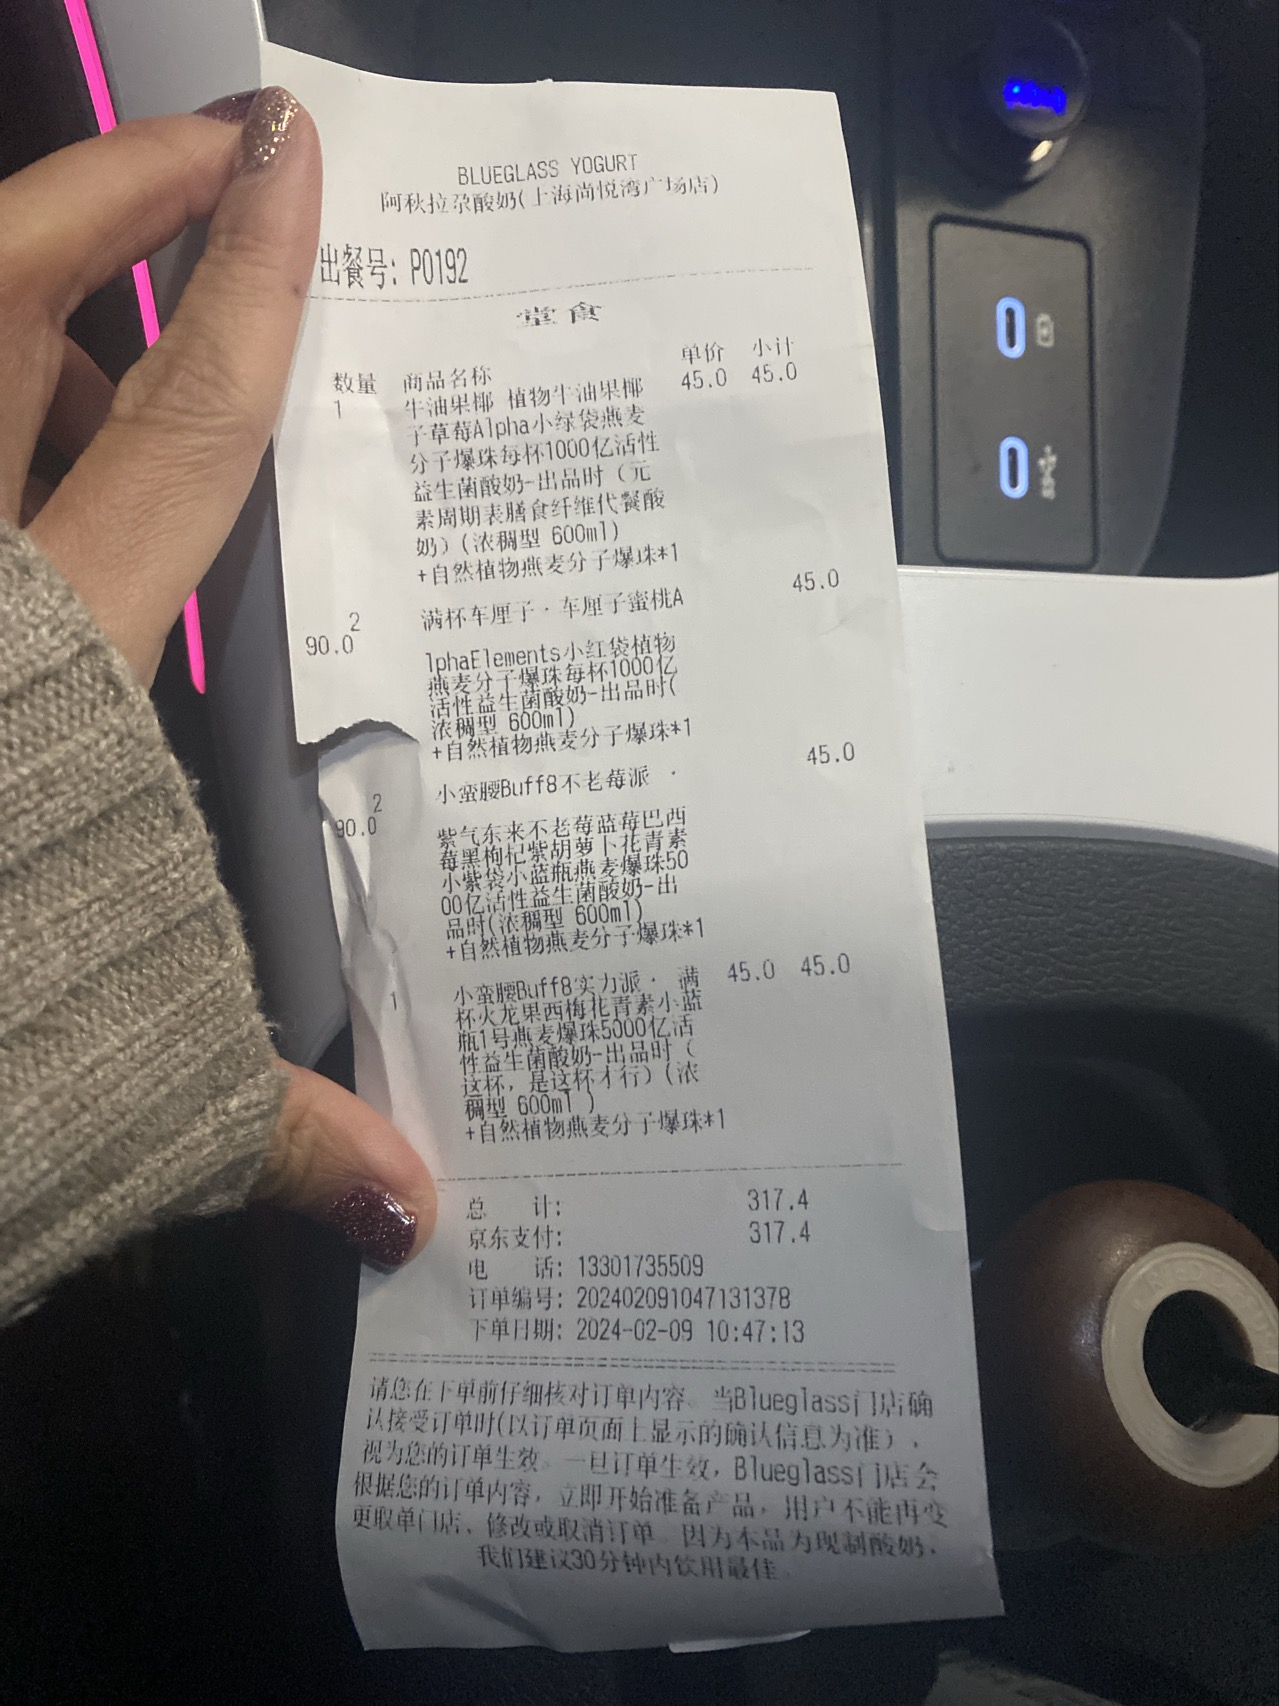 BLUEGLASS YOGURT
阿秋拉尕酸奶(上海尚悦湾广场店)
出餐号: P0192
堂食
数量 商品名称 单价 小计
1 牛油果椰 植物牛油果椰 45.0 45.0
子草莓Alpha小绿袋燕麦
分子爆珠每杯1000亿活性
益生菌酸奶-出品时（元
素周期表膳食纤维代餐酸
奶）(浓稠型 600ml)
+自然植物燕麦分子爆珠*1
2 满杯车厘子·车厘子蜜桃A 45.0
90.0
lphaElements小红袋植物
燕麦分子爆珠每杯1000亿
活性益生菌酸奶-出品时(
浓稠型 600ml)
+自然植物燕麦分子爆珠*1
2 小蛮腰Buff8不老莓派 · 45.0
90.0
紫气东来不老莓蓝莓巴西
莓黑枸杞紫胡萝卜花青素
小紫袋小蓝瓶燕麦爆珠50
00亿活性益生菌酸奶-出
品时(浓稠型 600ml)
+自然植物燕麦分子爆珠*1
1 小蛮腰Buff8实力派 · 满 45.0 45.0
杯火龙果西梅花青素小蓝
瓶1号燕麦爆珠5000亿活
性益生菌酸奶-出品时（
这杯，是这杯才行）(浓
稠型 600ml )
+自然植物燕麦分子爆珠*1
总 计: 317.4
京东支付: 317.4
电 话: 13301735509
订单编号: 202402091047131378
下单日期: 2024-02-09 10:47:13
请您在下单前仔细核对订单内容。当Blueglass门店确
认接受订单时(以订单页面上显示的确认信息为准)，
视为您的订单生效。一旦订单生效，Blueglass门店会
根据您的订单内容，立即开始准备产品，用户不能再变
更取单门店、修改或取消订单 因为本品为现制酸奶，
我们建议30分钟内饮用最佳